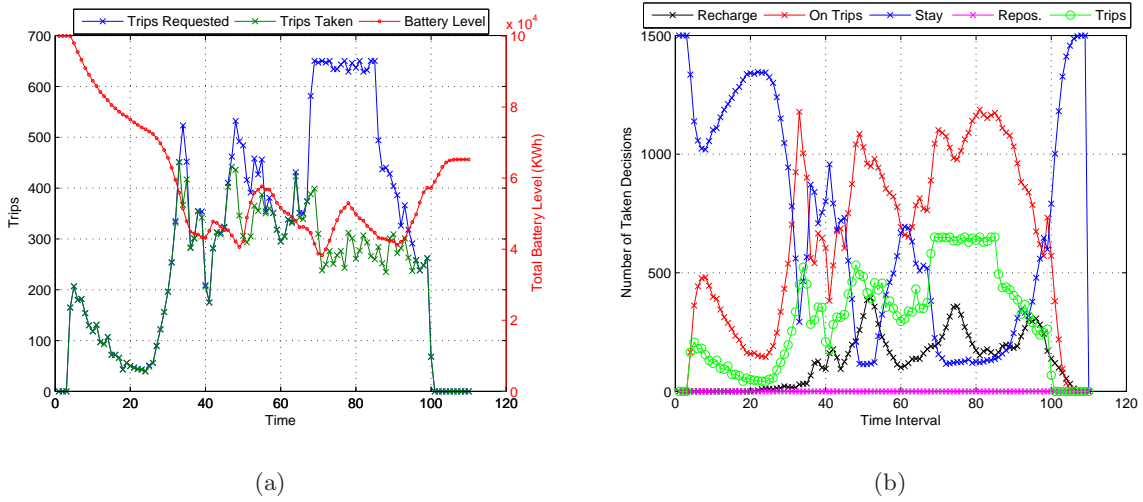 Trips Requested Trips Taken Battery Level
x 10^4
700
600
500
400
300
200
100
0
Trips
10
8
6
4
2
0
Total Battery Level (KWh)
0 20 40 60 80 100 120
Time
(a)
Recharge On Trips Stay Repos. Trips
1500
1000
500
0
Number of Taken Decisions
0 20 40 60 80 100 120
Time Interval
(b)